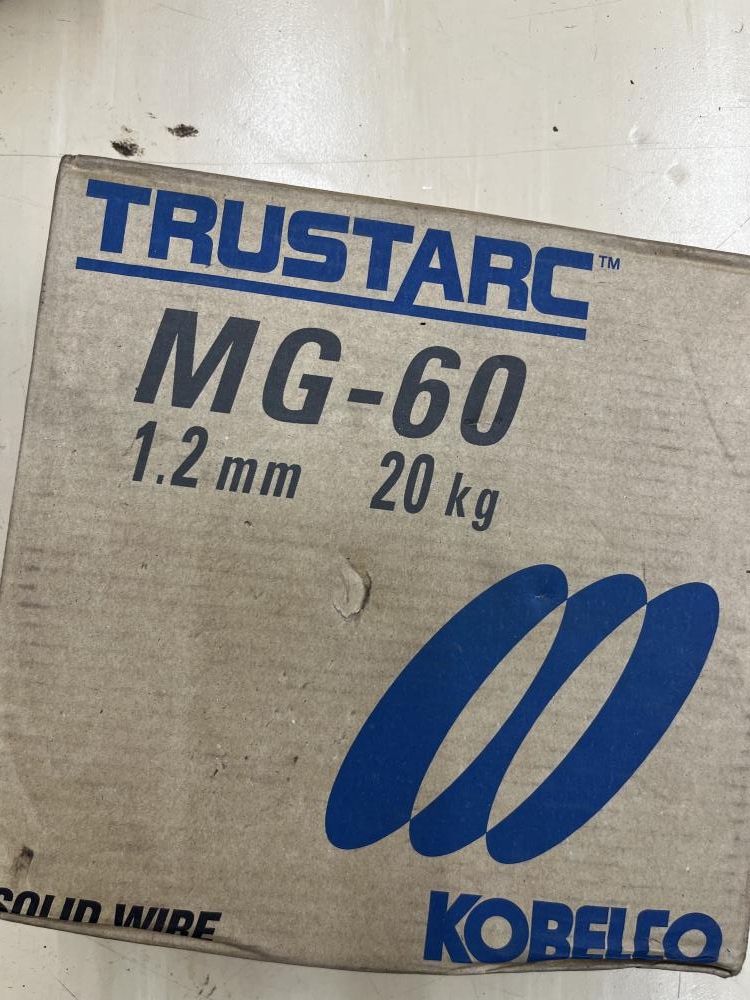 TRUSTARC™
MG-60
1.2 mm 20 kg
SOLID WIRE
KOBELCO